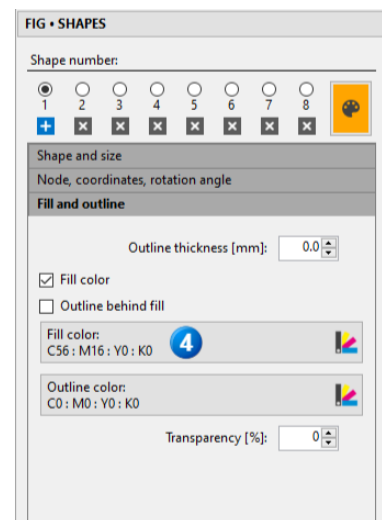 FIG • SHAPES
Shape number:
1 2 3 4 5 6 7 8
Shape and size
Node, coordinates, rotation angle
Fill and outline
Outline thickness [mm]: 0.0
Fill color
Outline behind fill
Fill color:
C56 : M16 : Y0 : K0
4
Outline color:
C0 : M0 : Y0 : K0
Transparency [%]: 0